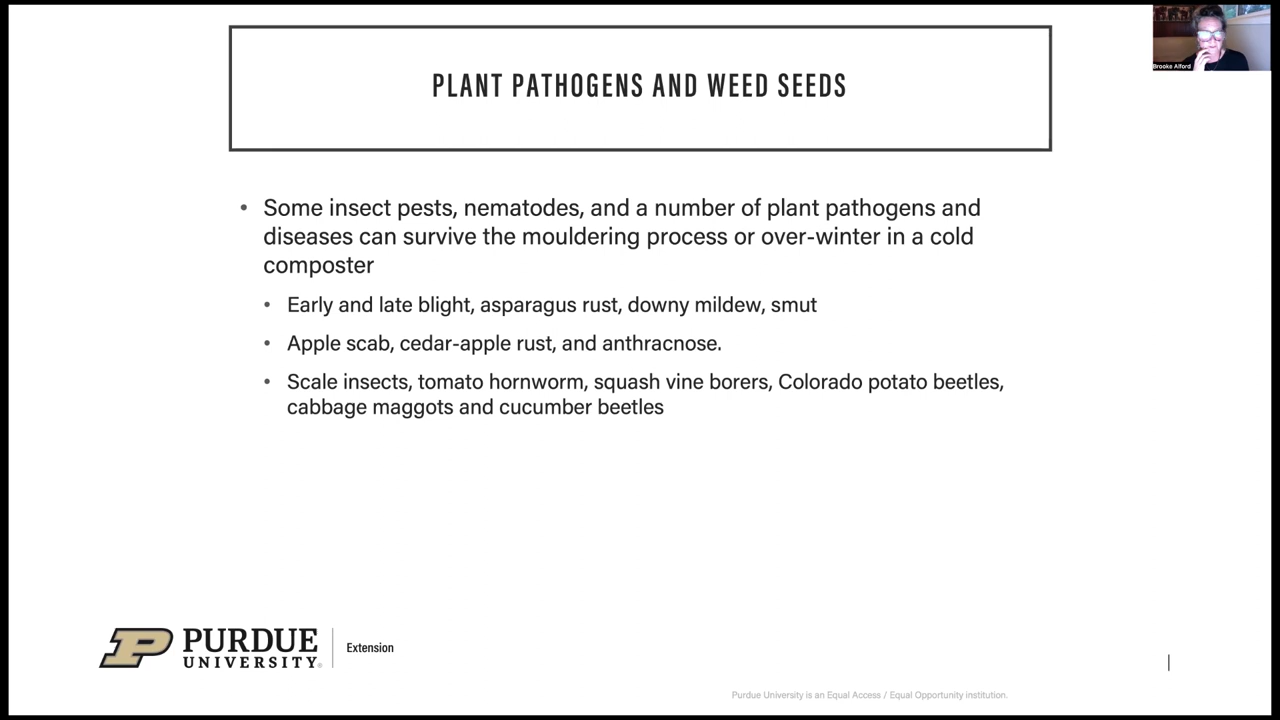 PLANT PATHOGENS AND WEED SEEDS
Brooke Alford
• Some insect pests, nematodes, and a number of plant pathogens and
diseases can survive the mouldering process or over-winter in a cold
composter
• Early and late blight, asparagus rust, downy mildew, smut
• Apple scab, cedar-apple rust, and anthracnose.
• Scale insects, tomato hornworm, squash vine borers, Colorado potato beetles,
cabbage maggots and cucumber beetles
P PURDUE UNIVERSITY® Extension
Purdue University is an Equal Access / Equal Opportunity institution.